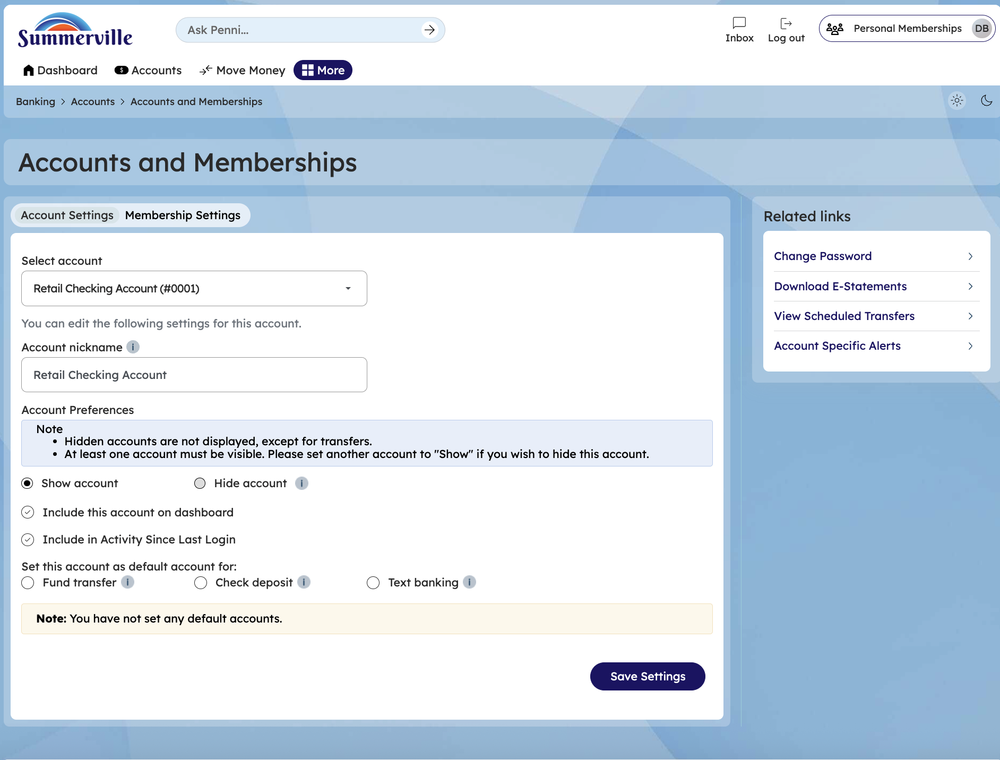 Summerville
Ask Penni...
Inbox
Log out
Personal Memberships
DB
Dashboard
$
Accounts
Move Money
More
Banking > Accounts > Accounts and Memberships
Accounts and Memberships
Account Settings
Membership Settings
Select account
Retail Checking Account (#0001)
You can edit the following settings for this account.
Account nickname i
Retail Checking Account
Account Preferences
Note
• Hidden accounts are not displayed, except for transfers.
• At least one account must be visible. Please set another account to "Show" if you wish to hide this account.
Show account
Hide account i
Include this account on dashboard
Include in Activity Since Last Login
Set this account as default account for:
Fund transfer i
Check deposit i
Text banking i
Note: You have not set any default accounts.
Save Settings
Related links
Change Password
Download E-Statements
View Scheduled Transfers
Account Specific Alerts